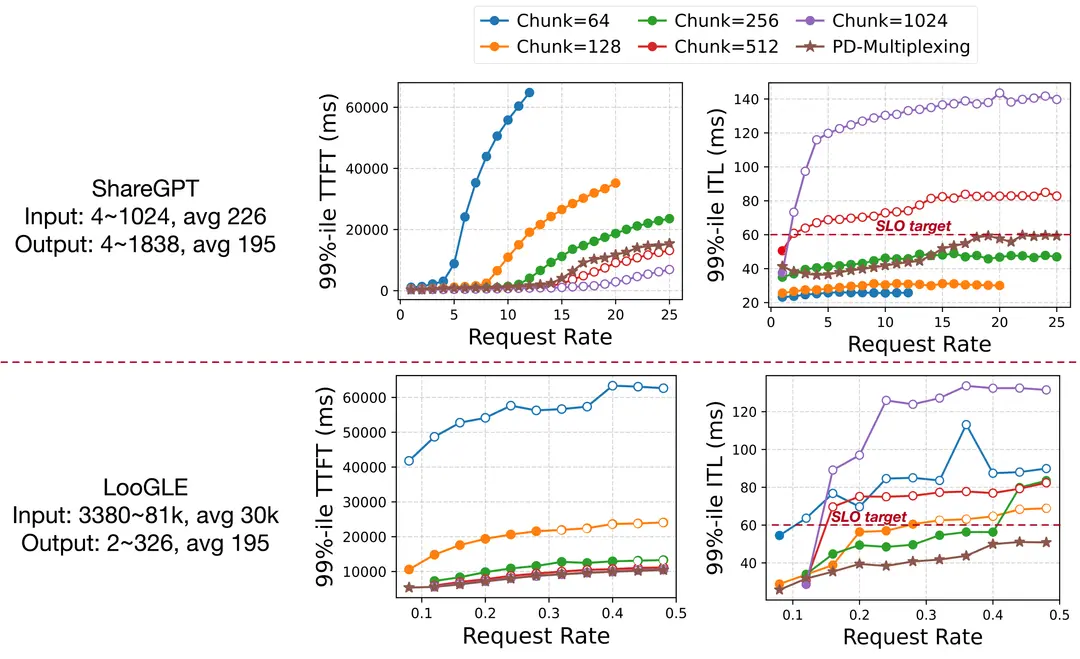 Chunk=64
Chunk=256
Chunk=1024
Chunk=128
Chunk=512
PD-Multiplexing
ShareGPT
Input: 4~1024, avg 226
Output: 4~1838, avg 195
99%-ile TTFT (ms)
60000
40000
20000
0
0 5 10 15 20 25
Request Rate
99%-ile ITL (ms)
140
120
100
80
60
40
20
SLO target
0 5 10 15 20 25
Request Rate
LooGLE
Input: 3380~81k, avg 30k
Output: 2~326, avg 195
99%-ile TTFT (ms)
60000
50000
40000
30000
20000
10000
0.1 0.2 0.3 0.4 0.5
Request Rate
99%-ile ITL (ms)
120
100
80
60
40
SLO target
0.1 0.2 0.3 0.4 0.5
Request Rate